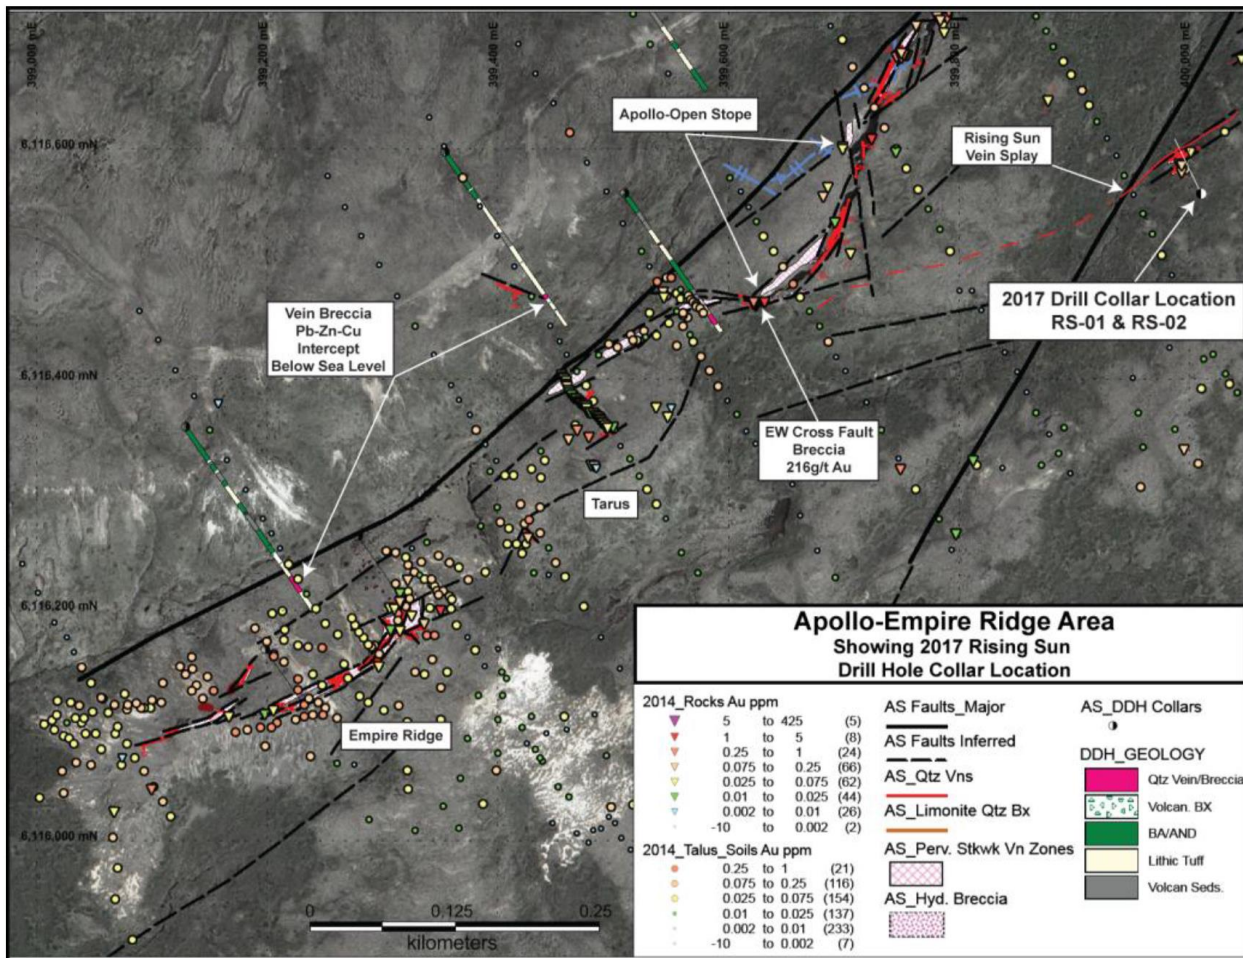 399,000 mE
399,200 mE
399,400 mE
399,600 mE
399,800 mE
400,000 mE
6,116,600 mN
6,116,400 mN
6,116,200 mN
6,116,000 mN
Apollo-Open Stope
Rising Sun
Vein Splay
2017 Drill Collar Location
RS-01 & RS-02
Vein Breccia
Pb-Zn-Cu
Intercept
Below Sea Level
EW Cross Fault
Breccia
216g/t Au
Tarus
Empire Ridge
0 0.125 0.25
kilometers
Apollo-Empire Ridge Area
Showing 2017 Rising Sun
Drill Hole Collar Location
2014_Rocks Au ppm
5 to 425 (5)
1 to 5 (8)
0.25 to 1 (24)
0.075 to 0.25 (66)
0.025 to 0.075 (62)
0.01 to 0.025 (44)
0.002 to 0.01 (26)
-10 to 0.002 (2)
2014_Talus_Soils Au ppm
0.25 to 1 (21)
0.075 to 0.25 (116)
0.025 to 0.075 (154)
0.01 to 0.025 (137)
0.002 to 0.01 (233)
-10 to 0.002 (7)
AS Faults_Major
AS Faults Inferred
AS_Qtz Vns
AS_Limonite Qtz Bx
AS_Perv. Stkwk Vn Zones
AS_Hyd. Breccia
AS_DDH Collars
DDH_GEOLOGY
Qtz Vein/Breccia
Volcan. BX
BA/AND
Lithic Tuff
Volcan Seds.